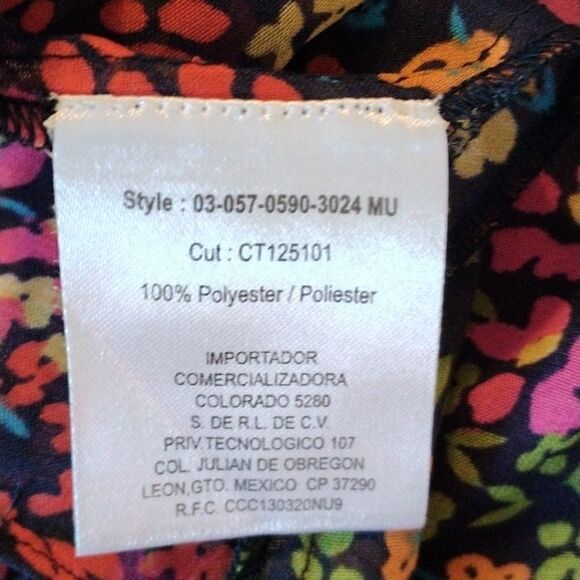 Style : 03-057-0590-3024 MU
Cut : CT125101
100% Polyester / Poliester
IMPORTADOR
COMERCIALIZADORA
COLORADO 5280
S. DE R.L. DE C.V.
PRIV.TECNOLOGICO 107
COL. JULIAN DE OBREGON
LEON,GTO. MEXICO CP 37290
R.F.C. CCC130320NU9